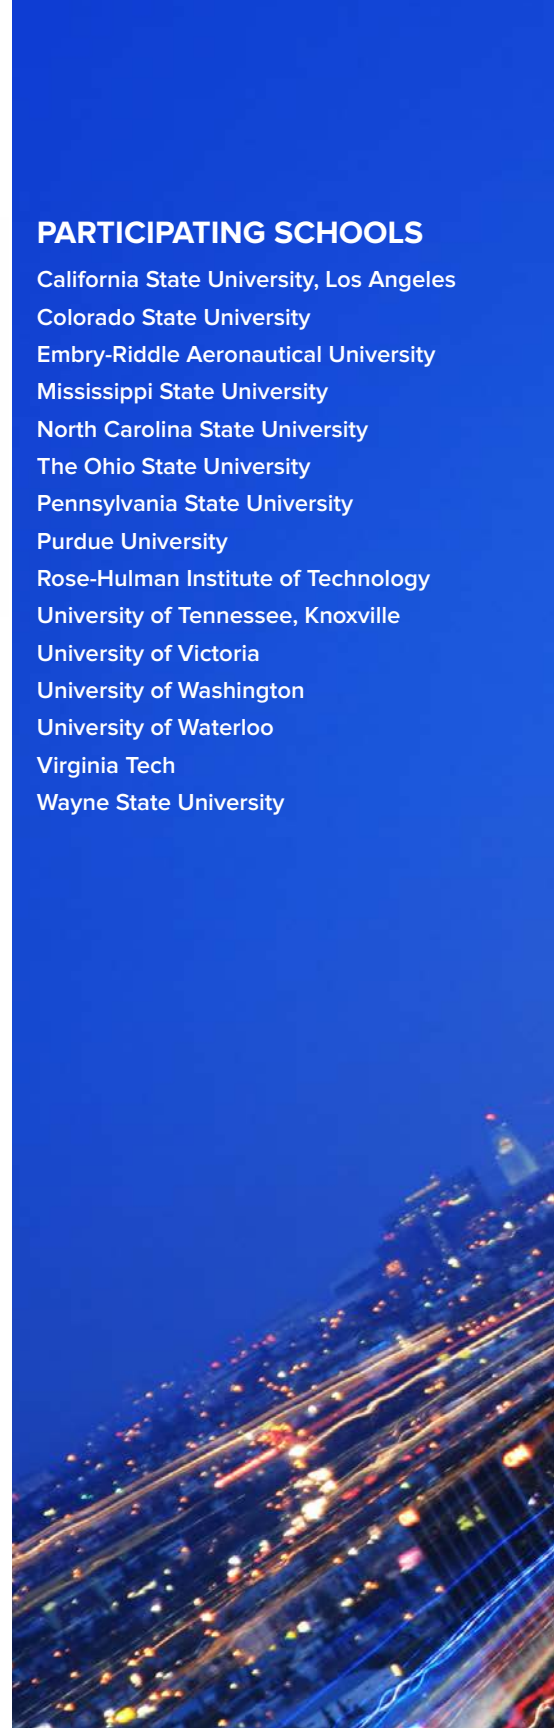 PARTICIPATING SCHOOLS
California State University, Los Angeles
Colorado State University
Embry-Riddle Aeronautical University
Mississippi State University
North Carolina State University
The Ohio State University
Pennsylvania State University
Purdue University
Rose-Hulman Institute of Technology
University of Tennessee, Knoxville
University of Victoria
University of Washington
University of Waterloo
Virginia Tech
Wayne State University